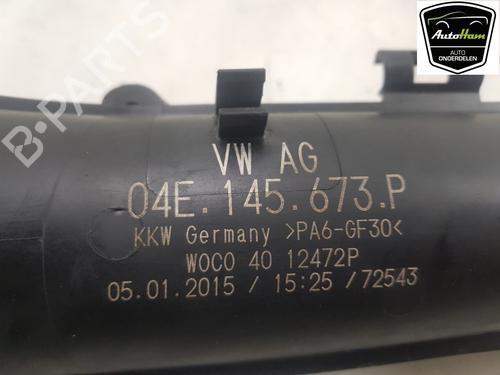 AutoHam
AUTO
ONDERDELEN
B-PARTS
VW AG
04E.145.673.P
KKW Germany >PA6-GF30<
WOCO 40 12472P
05.01.2015 / 15:25 /72543